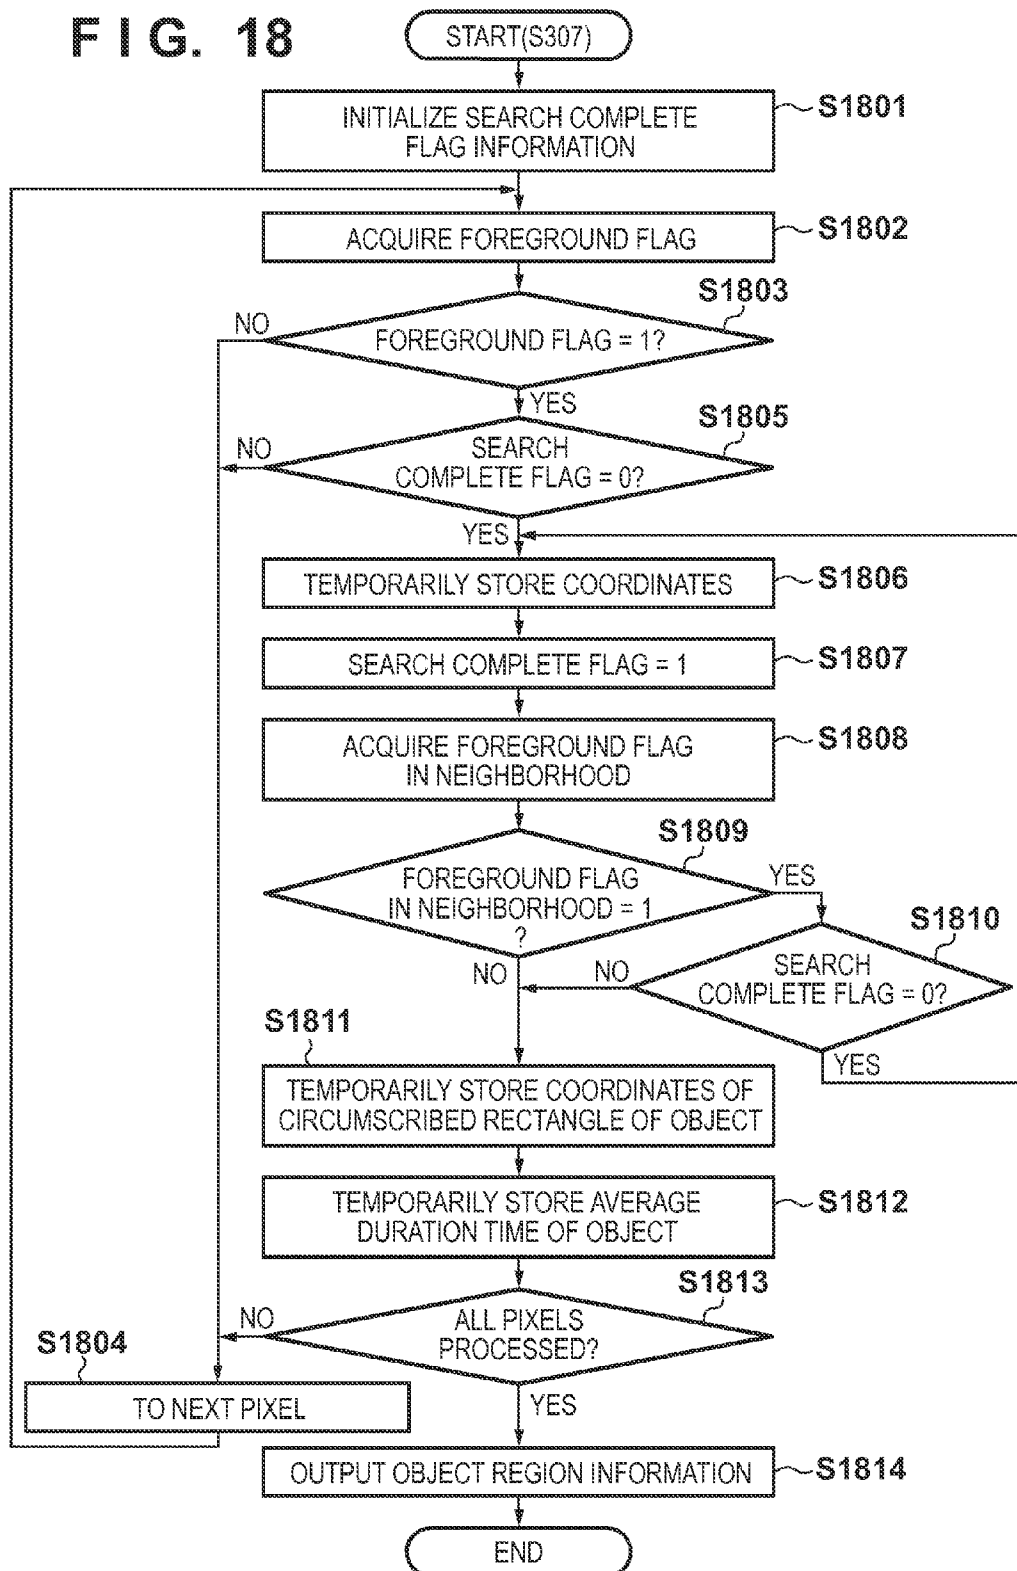 FIG. 18
START(S307)
INITIALIZE SEARCH COMPLETE
FLAG INFORMATION
S1801
ACQUIRE FOREGROUND FLAG
S1802
S1803
FOREGROUND FLAG = 1?
NO
YES
S1805
SEARCH
COMPLETE FLAG = 0?
NO
YES
TEMPORARILY STORE COORDINATES
S1806
SEARCH COMPLETE FLAG = 1
S1807
ACQUIRE FOREGROUND FLAG
IN NEIGHBORHOOD
S1808
S1809
FOREGROUND FLAG
IN NEIGHBORHOOD = 1
?
YES
NO
S1810
SEARCH
COMPLETE FLAG = 0?
NO
YES
S1811
TEMPORARILY STORE COORDINATES OF
CIRCUMSCRIBED RECTANGLE OF OBJECT
TEMPORARILY STORE AVERAGE
DURATION TIME OF OBJECT
S1812
S1813
ALL PIXELS
PROCESSED?
NO
YES
S1804
TO NEXT PIXEL
OUTPUT OBJECT REGION INFORMATION
S1814
END